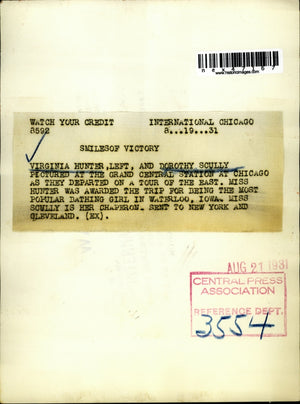 www.historicimages.com
WATCH YOUR CREDIT INTERNATIONAL CHICAGO
8592 8...19...31
SMILESOF VICTORY
VIRGINIA HUNTER,LEFT, AND DOROTHY SCULLY
PICTURED AT THE GRAND CENTRAL STATION AT CHICAGO
AS THEY DEPARTED ON A TOUR OF THE EAST. MISS
HUNTER WAS AWARDED THE TRIP FOR BEING THE MOST
POPULAR BATHING GIRL IN WATERLOO, IOWA. MISS
SCULLY IS HER CHAPERON. SENT TO NEW YORK AND
CLEVELAND. (EX).
AUG 21 1931
CENTRAL PRESS
ASSOCIATION
REFERENCE DEPT.
3554